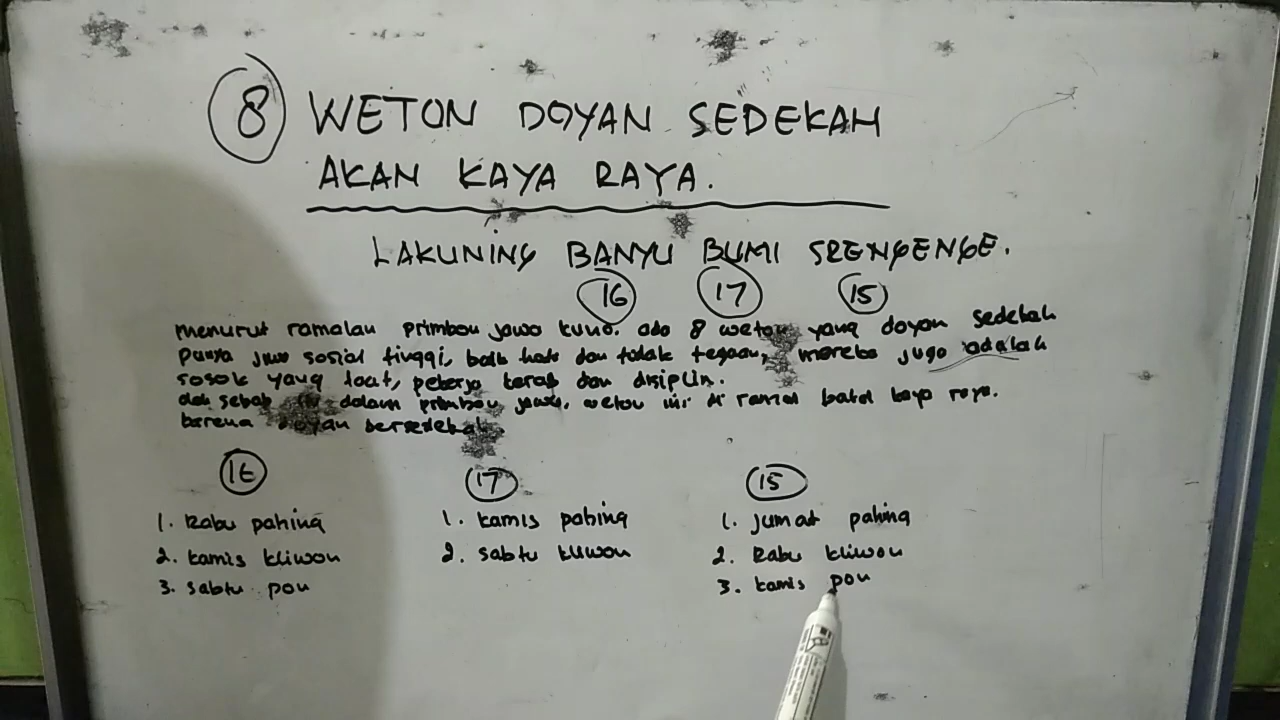 8 WETON DOYAN SEDEKAH
AKAN KAYA RAYA.
LAKUNING BANYU BUMI SRENGENGE.
16 17 15
menurut ramalan primbon jawa kuno. ada 8 weton yang doyan sedekah
punya jiwa sosial tinggi, baik hati dan tidak tegaan, mereka juga adalah
sosok yang taat, pekerja keras dan disiplin.
dan sebab itu dalam primbon jawa. weton ini di ramal bakal kaya raya.
karena doyan bersedekah.
16 17 15
1. Rabu pahing 1. kamis pahing 1. jumat pahing
2. kamis kliwon 2. sabtu kliwon 2. Rabu kliwon
3. sabtu pon 3. kamis pon